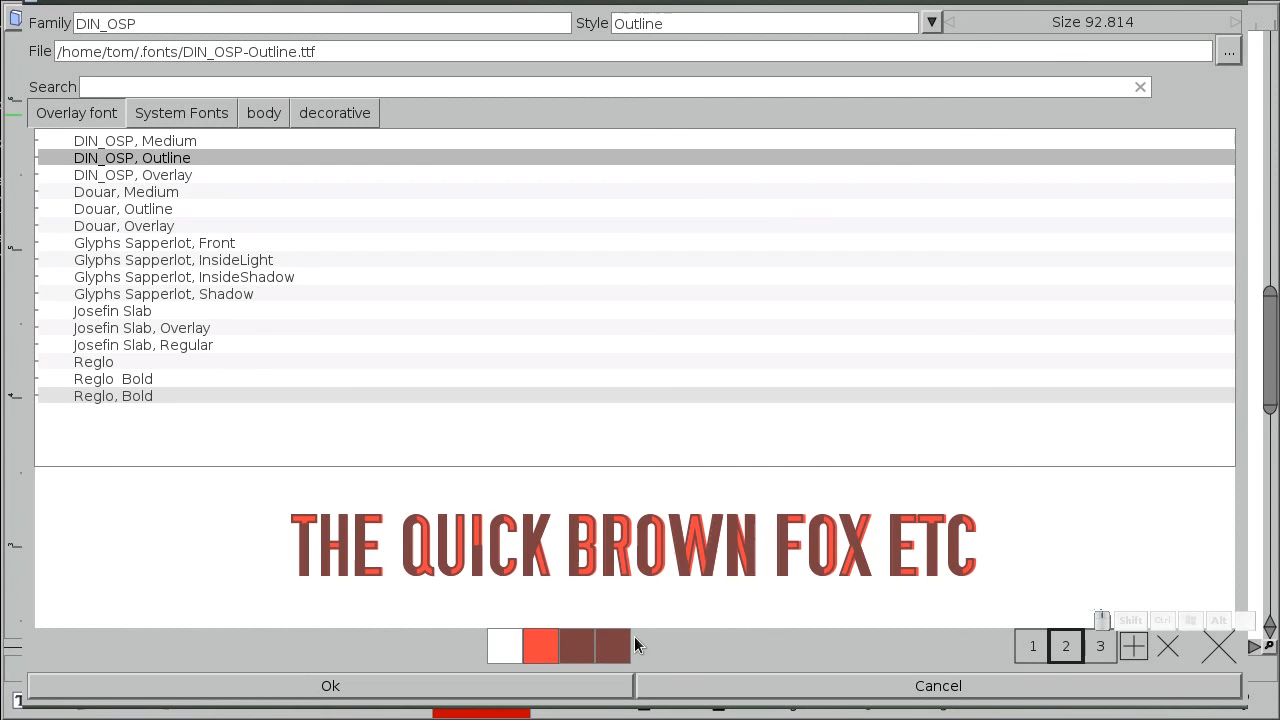 Family DIN_OSP Style Outline Size 92.814
File /home/tom/.fonts/DIN_OSP-Outline.ttf ...
Search
Overlay font System Fonts body decorative
DIN_OSP, Medium
DIN_OSP, Outline
DIN_OSP, Overlay
Douar, Medium
Douar, Outline
Douar, Overlay
Glyphs Sapperlot, Front
Glyphs Sapperlot, InsideLight
Glyphs Sapperlot, InsideShadow
Glyphs Sapperlot, Shadow
Josefin Slab
Josefin Slab, Overlay
Josefin Slab, Regular
Reglo
Reglo Bold
Reglo, Bold
THE QUICK BROWN FOX ETC
Shift Ctrl Alt
1 2 3
Ok Cancel